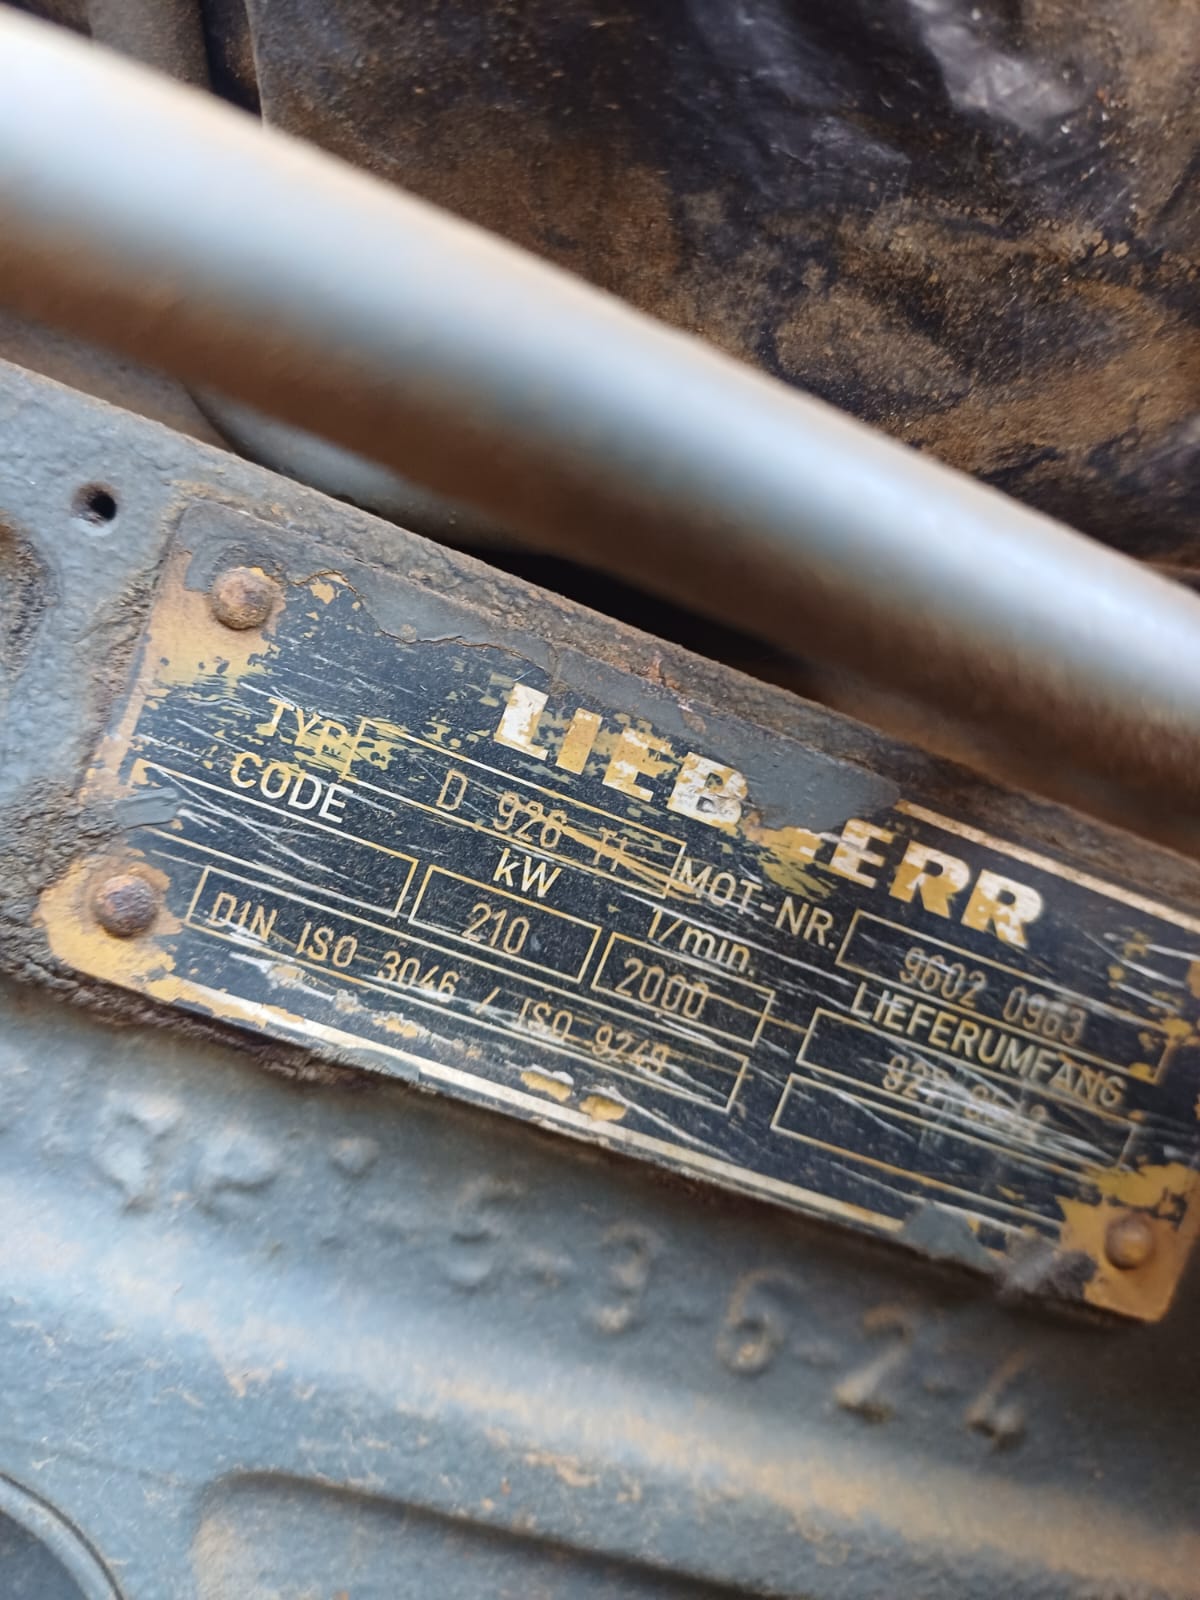 LIEB ERR
TYP D 926 TI MOT-NR. 9602 0963
CODE kW 1/min. LIEFERUMFANG
210 2000
DIN ISO 3046 / ISO 9249